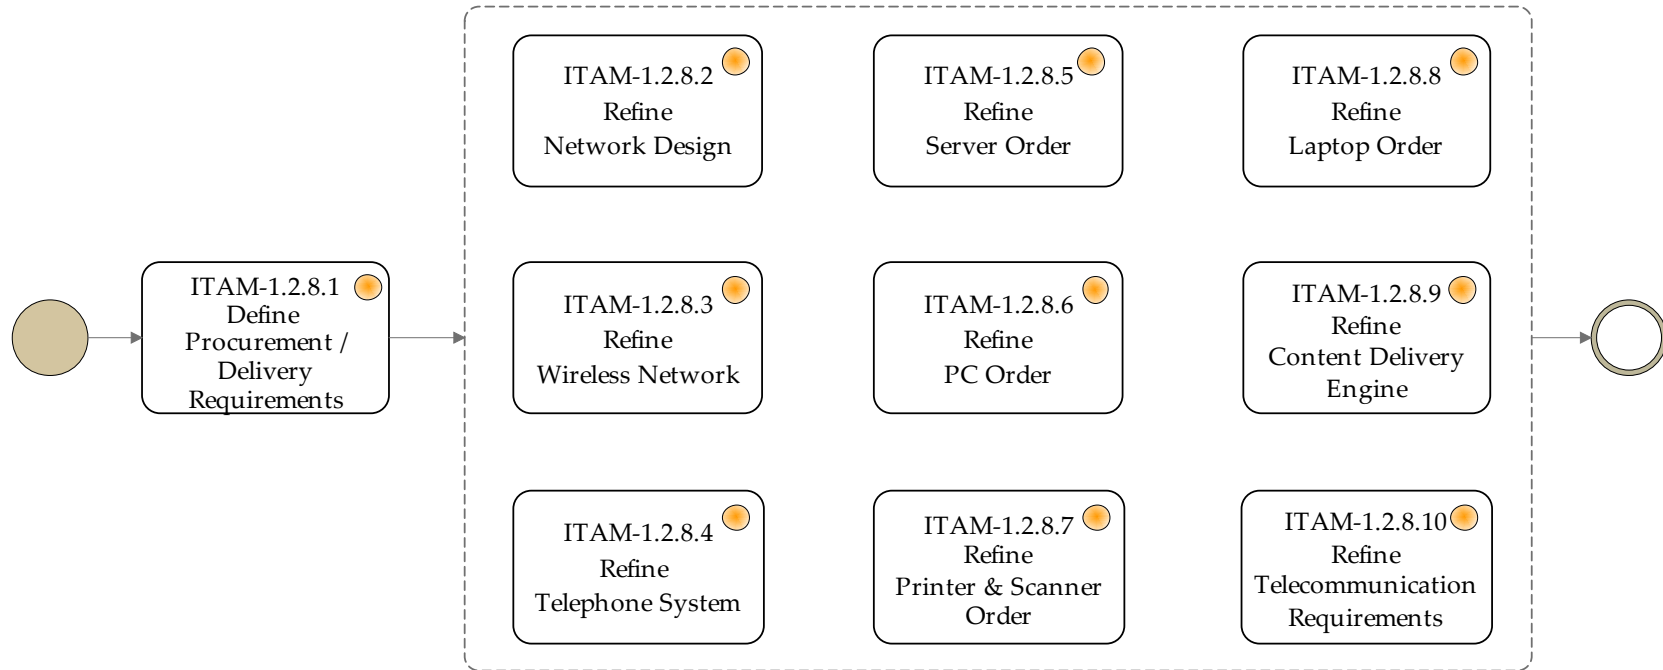 ITAM-1.2.8.1
Define
Procurement /
Delivery
Requirements
ITAM-1.2.8.2
Refine
Network Design
ITAM-1.2.8.3
Refine
Wireless Network
ITAM-1.2.8.4
Refine
Telephone System
ITAM-1.2.8.5
Refine
Server Order
ITAM-1.2.8.6
Refine
PC Order
ITAM-1.2.8.7
Refine
Printer & Scanner
Order
ITAM-1.2.8.8
Refine
Laptop Order
ITAM-1.2.8.9
Refine
Content Delivery
Engine
ITAM-1.2.8.10
Refine
Telecommunication
Requirements